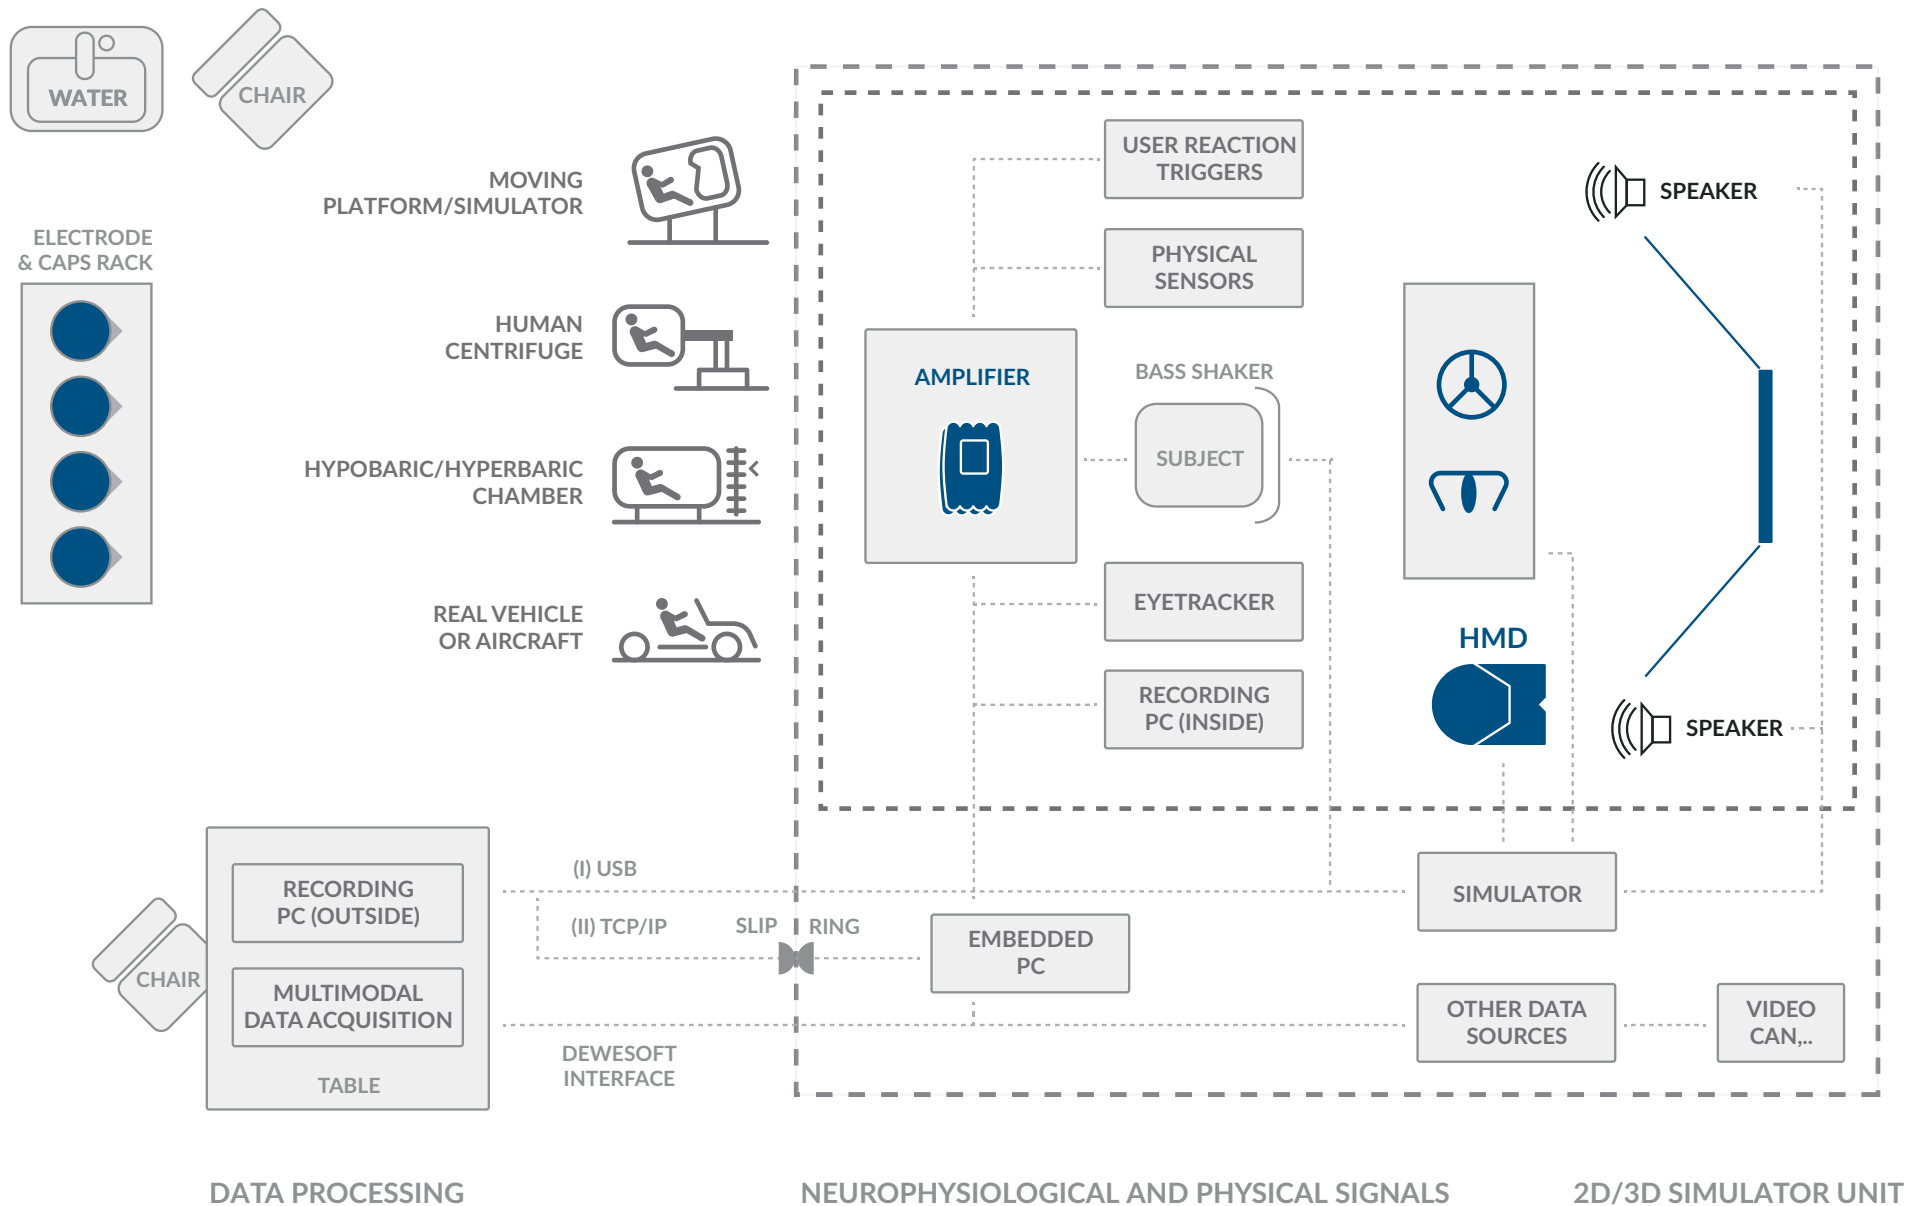 WATER
CHAIR
ELECTRODE
& CAPS RACK
MOVING
PLATFORM/SIMULATOR
HUMAN
CENTRIFUGE
HYPOBARIC/HYPERBARIC
CHAMBER
REAL VEHICLE
OR AIRCRAFT
USER REACTION
TRIGGERS
PHYSICAL
SENSORS
AMPLIFIER
BASS SHAKER
SUBJECT
EYETRACKER
RECORDING
PC (INSIDE)
HMD
SPEAKER
SPEAKER
RECORDING
PC (OUTSIDE)
MULTIMODAL
DATA ACQUISITION
TABLE
CHAIR
(I) USB
(II) TCP/IP
SLIP
RING
DEWESOFT
INTERFACE
EMBEDDED
PC
SIMULATOR
OTHER DATA
SOURCES
VIDEO
CAN,..
DATA PROCESSING
NEUROPHYSIOLOGICAL AND PHYSICAL SIGNALS
2D/3D SIMULATOR UNIT